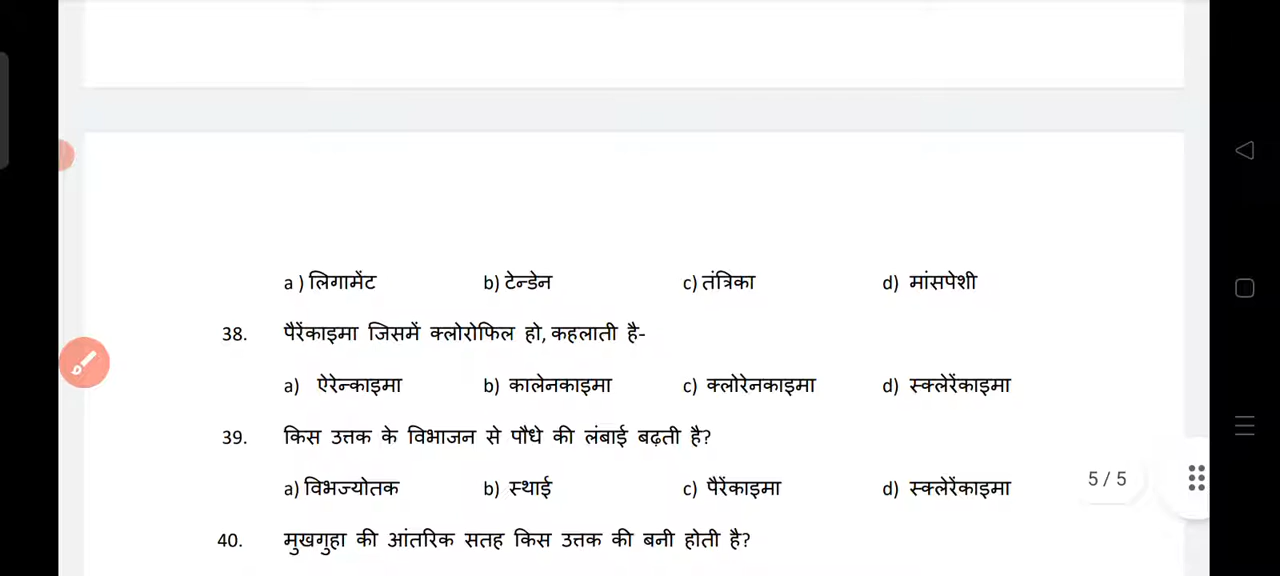 a ) लिगामेंट b) टेन्डेन c) तंत्रिका d) मांसपेशी
38. पैरेंकाइमा जिसमें क्लोरोफिल हो, कहलाती है-
a) ऐरेन्काइमा b) कालेनकाइमा c) क्लोरेनकाइमा d) स्क्लेरेंकाइमा
39. किस उत्तक के विभाजन से पौधे की लंबाई बढ़ती है?
a) विभज्योतक b) स्थाई c) पैरेंकाइमा d) स्क्लेरेंकाइमा
5 / 5
40. मुखगुहा की आंतरिक सतह किस उत्तक की बनी होती है?